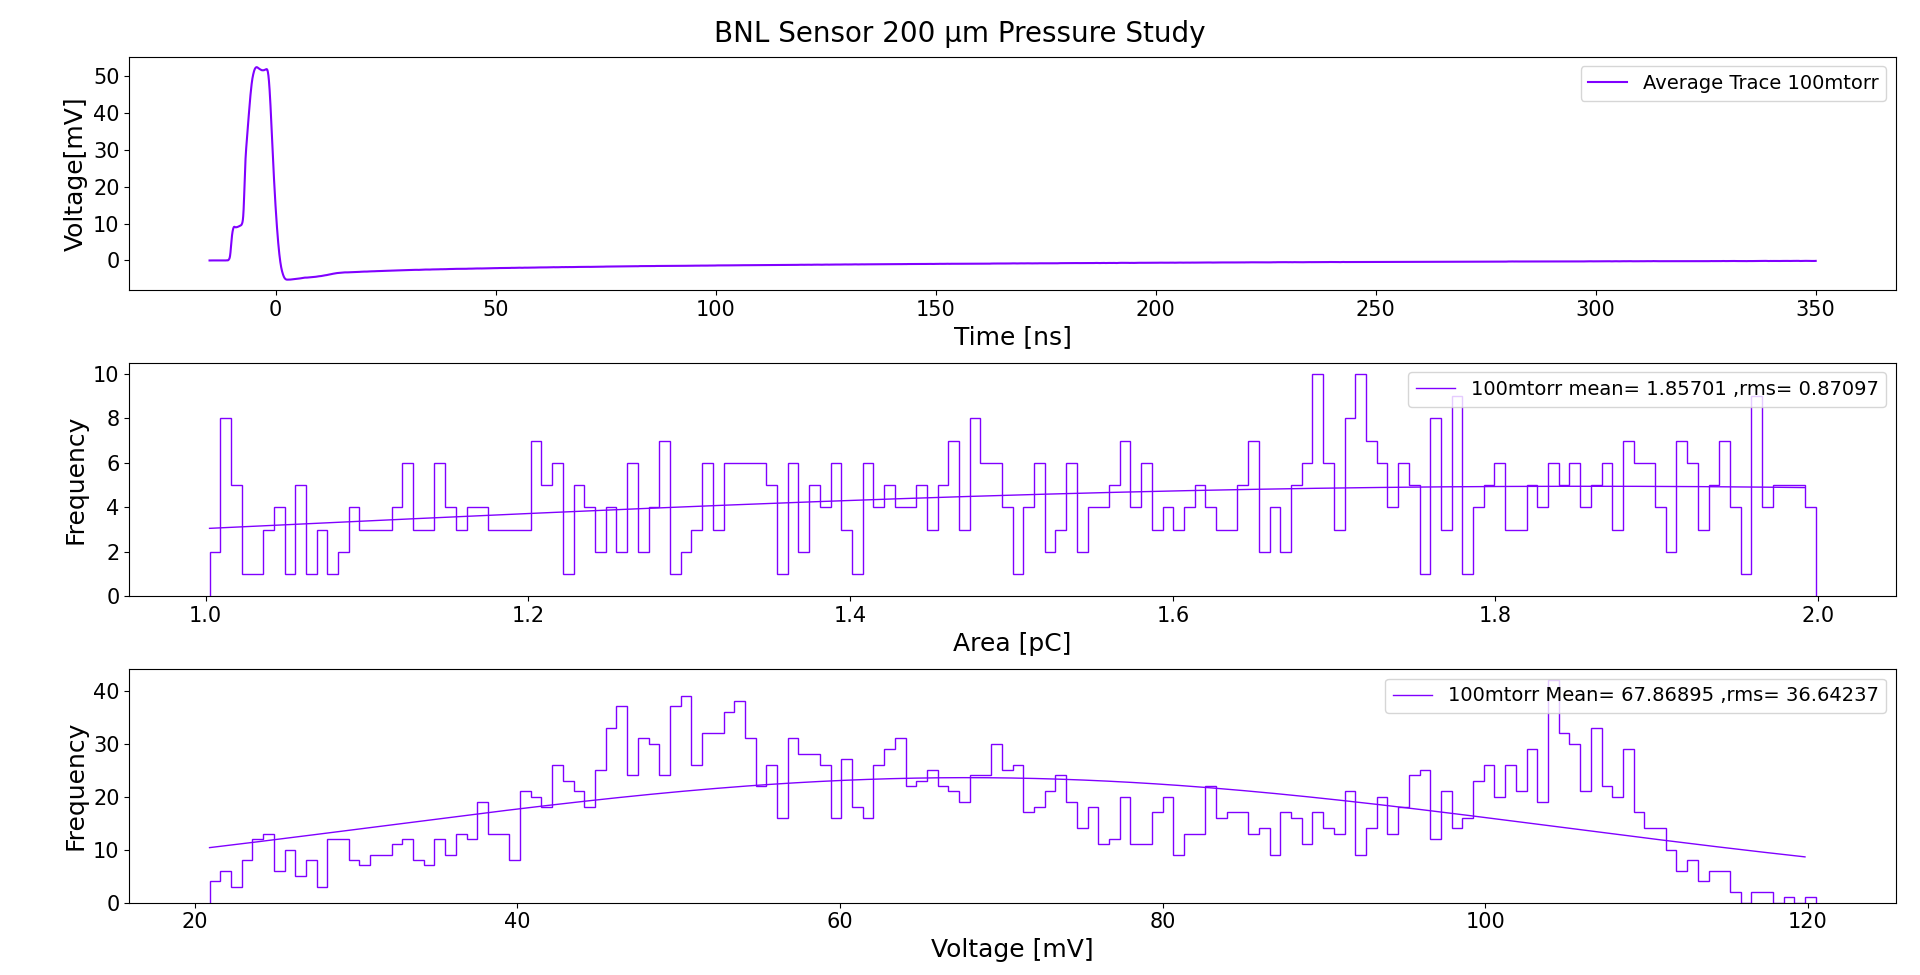 BNL Sensor 200 μm Pressure Study
Voltage[mV]
50
40
30
20
10
0
Average Trace 100mtorr
0 50 100 150 200 250 300 350
Time [ns]
Frequency
10
8
6
4
2
0
100mtorr mean= 1.85701 ,rms= 0.87097
1.0 1.2 1.4 1.6 1.8 2.0
Area [pC]
Frequency
40
30
20
10
0
100mtorr Mean= 67.86895 ,rms= 36.64237
20 40 60 80 100 120
Voltage [mV]